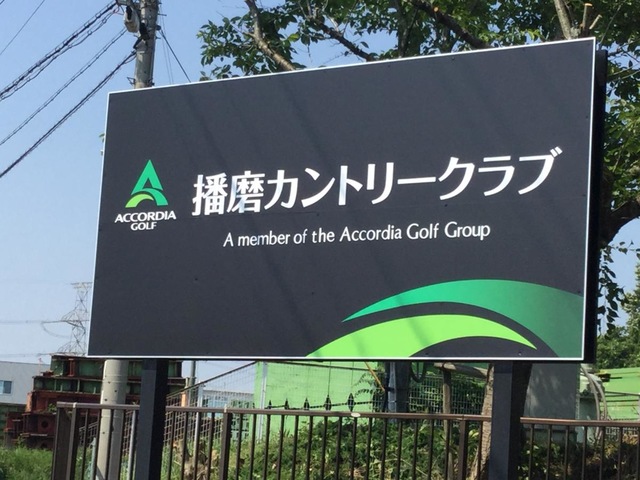 ACCORDIA
GOLF
播磨カントリークラブ
A member of the Accordia Golf Group